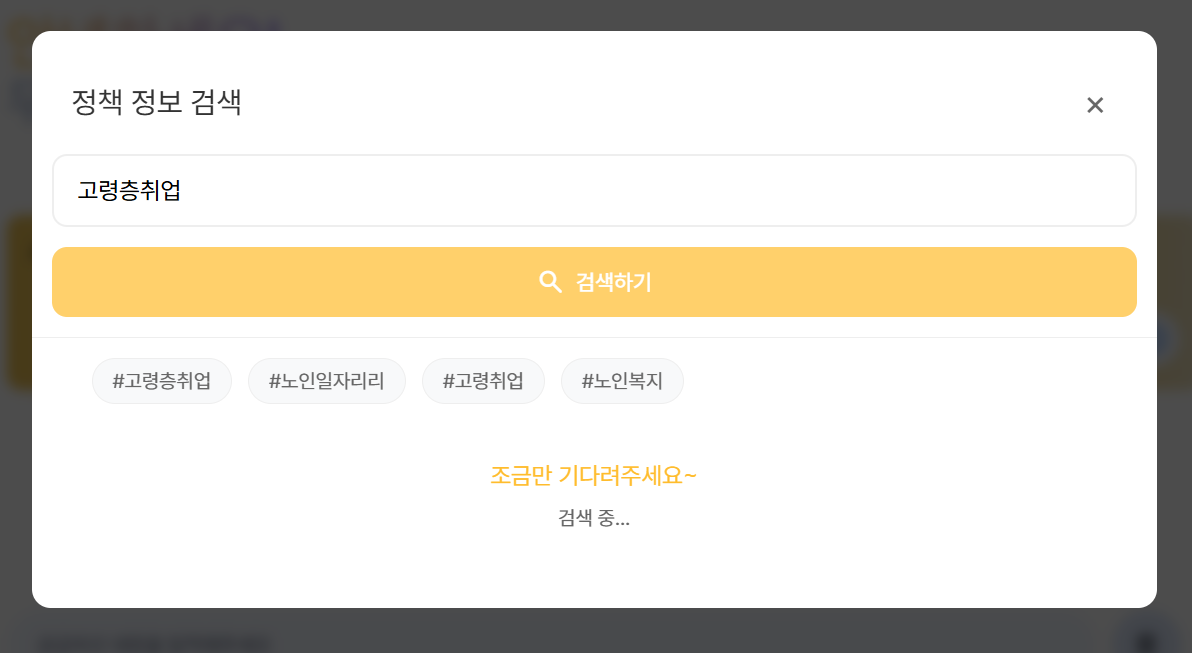 정책 정보 검색
고령층취업
검색하기
#고령층취업 #노인일자리리 #고령취업 #노인복지
조금만 기다려주세요~
검색 중...